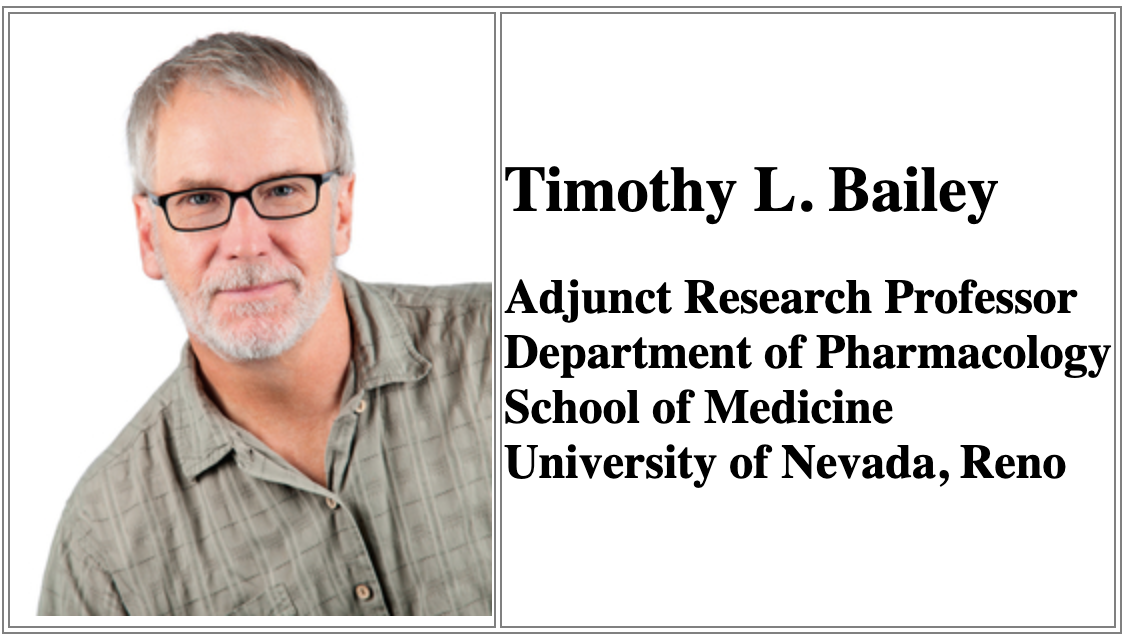 Timothy L. Bailey
Adjunct Research Professor
Department of Pharmacology
School of Medicine
University of Nevada, Reno